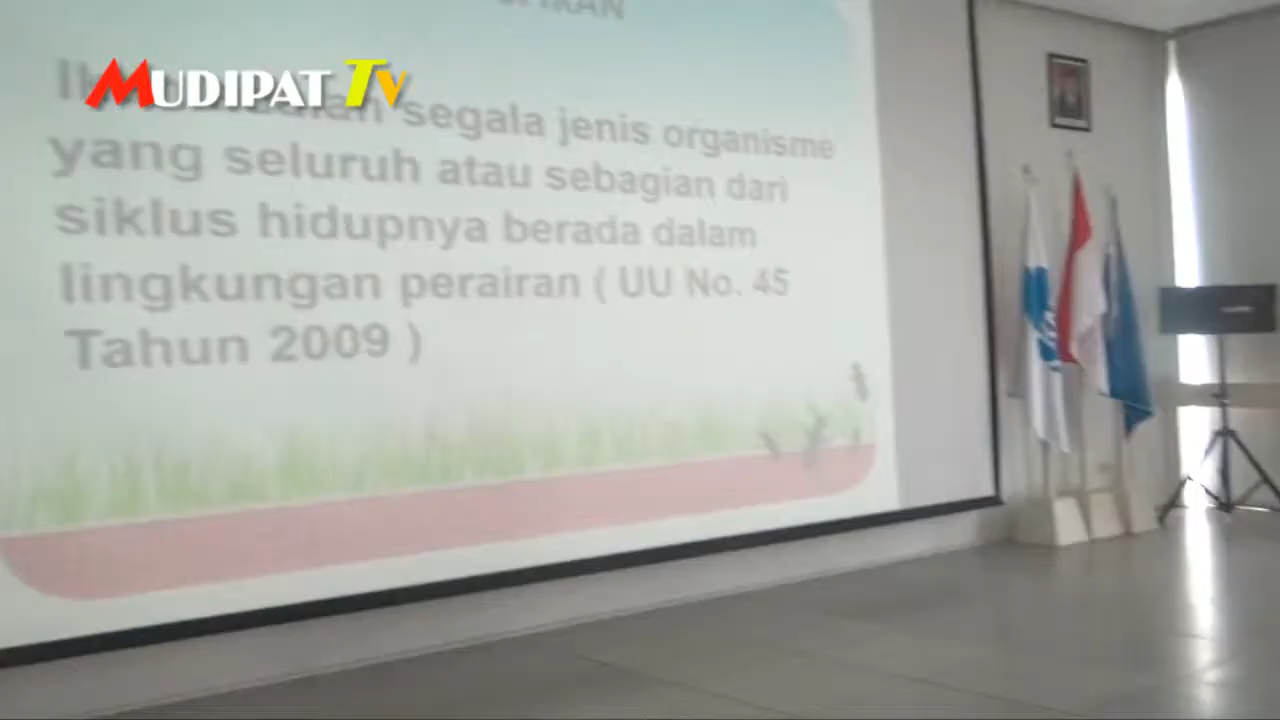 MUDIPAT TV
segala jenis organisme
yang seluruh atau sebagian dari
siklus hidupnya berada dalam
lingkungan perairan ( UU No. 45
Tahun 2009 )